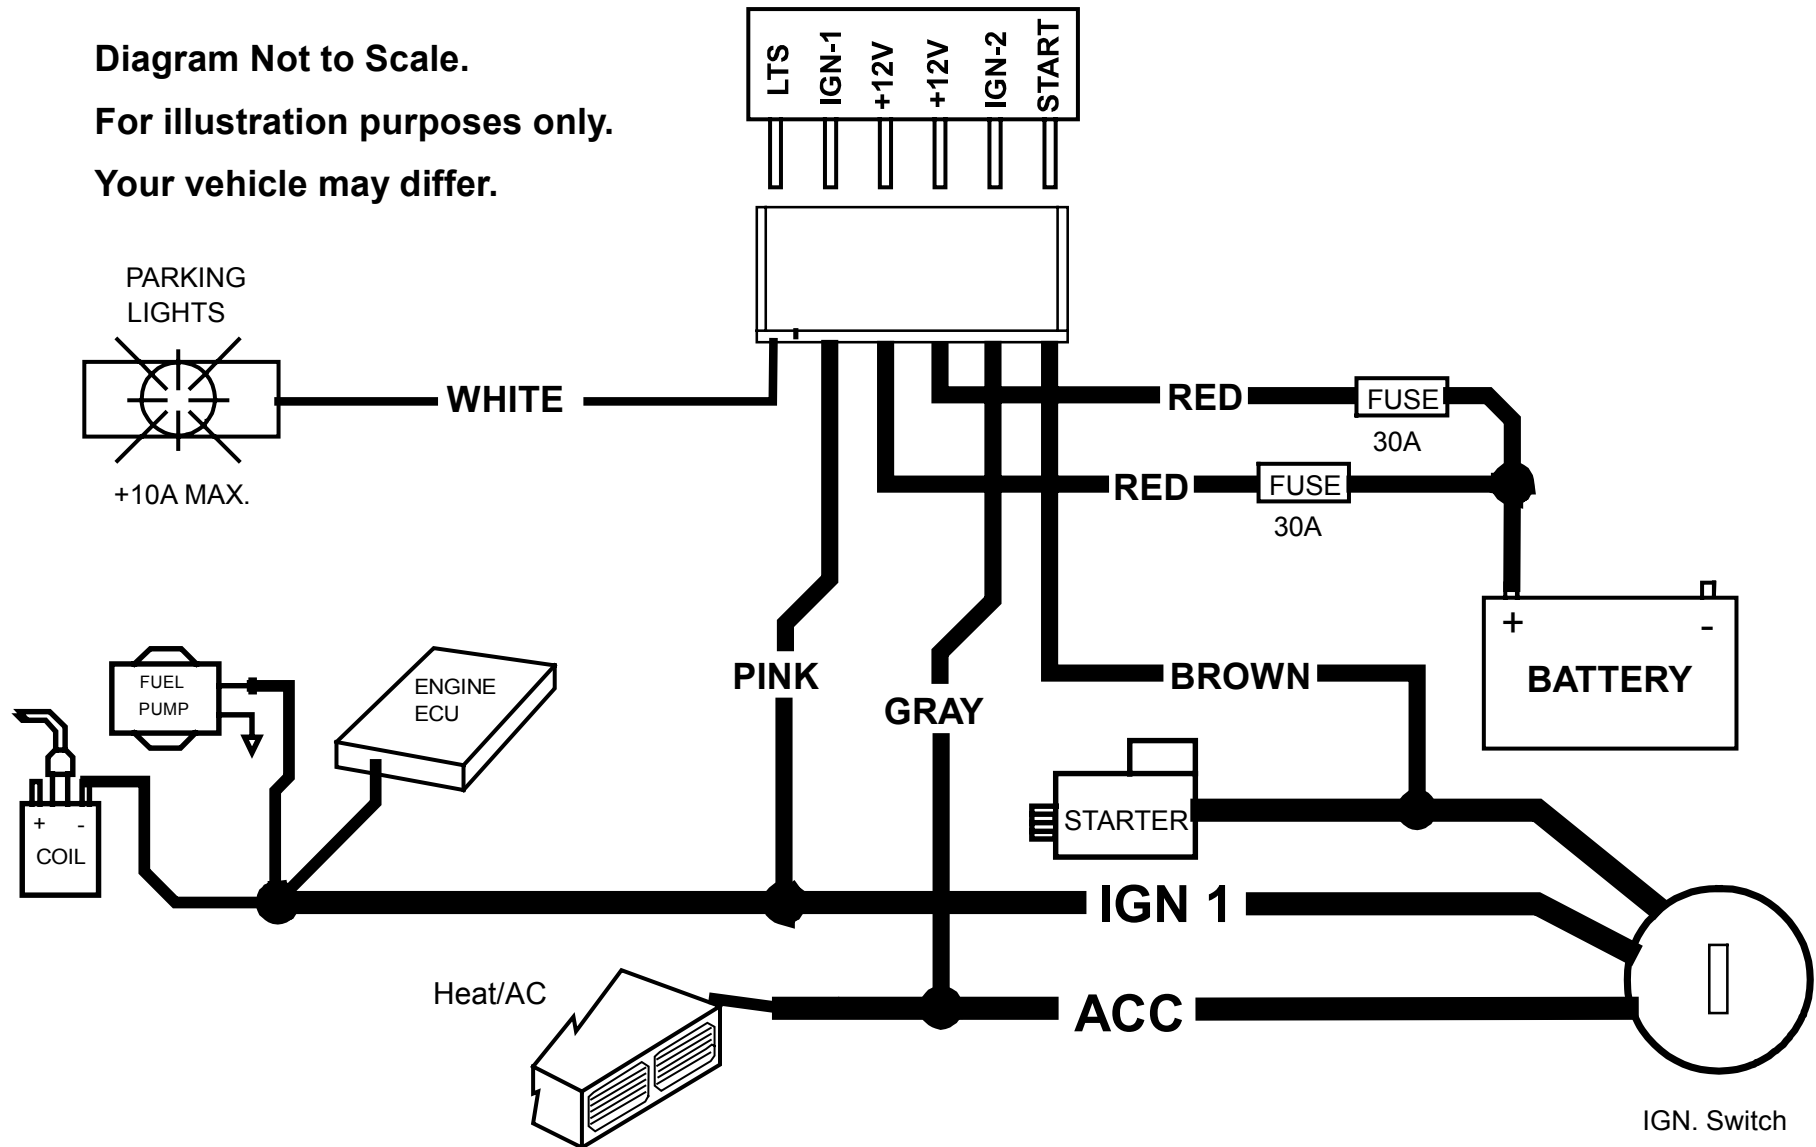 Diagram Not to Scale.
For illustration purposes only.
Your vehicle may differ.
LTS
IGN-1
+12V
+12V
IGN-2
START
PARKING
LIGHTS
+10A MAX.
WHITE
RED
FUSE
30A
RED
FUSE
30A
+
-
BATTERY
PINK
GRAY
BROWN
FUEL
PUMP
ENGINE
ECU
+
-
COIL
STARTER
IGN 1
Heat/AC
ACC
IGN. Switch